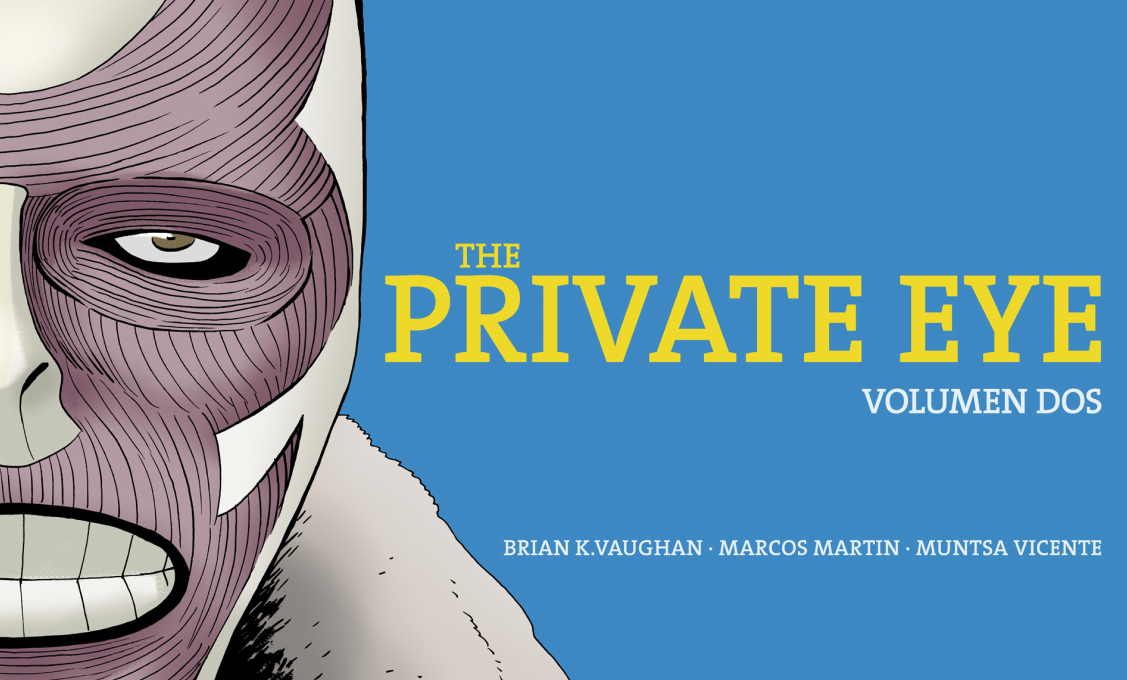 THE
PRIVATE EYE
VOLUMEN DOS
BRIAN K.VAUGHAN · MARCOS MARTIN · MUNTSA VICENTE